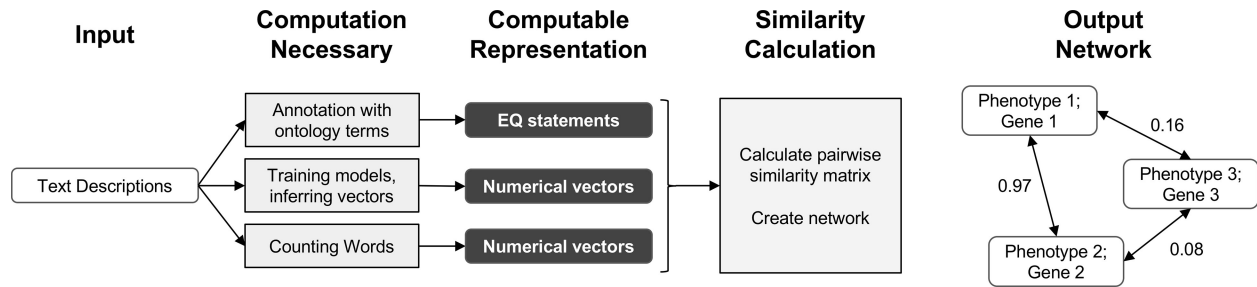 Input
Computation
Necessary
Computable
Representation
Similarity
Calculation
Output
Network
Text Descriptions
Annotation with
ontology terms
Training models,
inferring vectors
Counting Words
EQ statements
Numerical vectors
Numerical vectors
Calculate pairwise
similarity matrix
Create network
Phenotype 1;
Gene 1
0.16
Phenotype 3;
Gene 3
0.97
Phenotype 2;
Gene 2
0.08